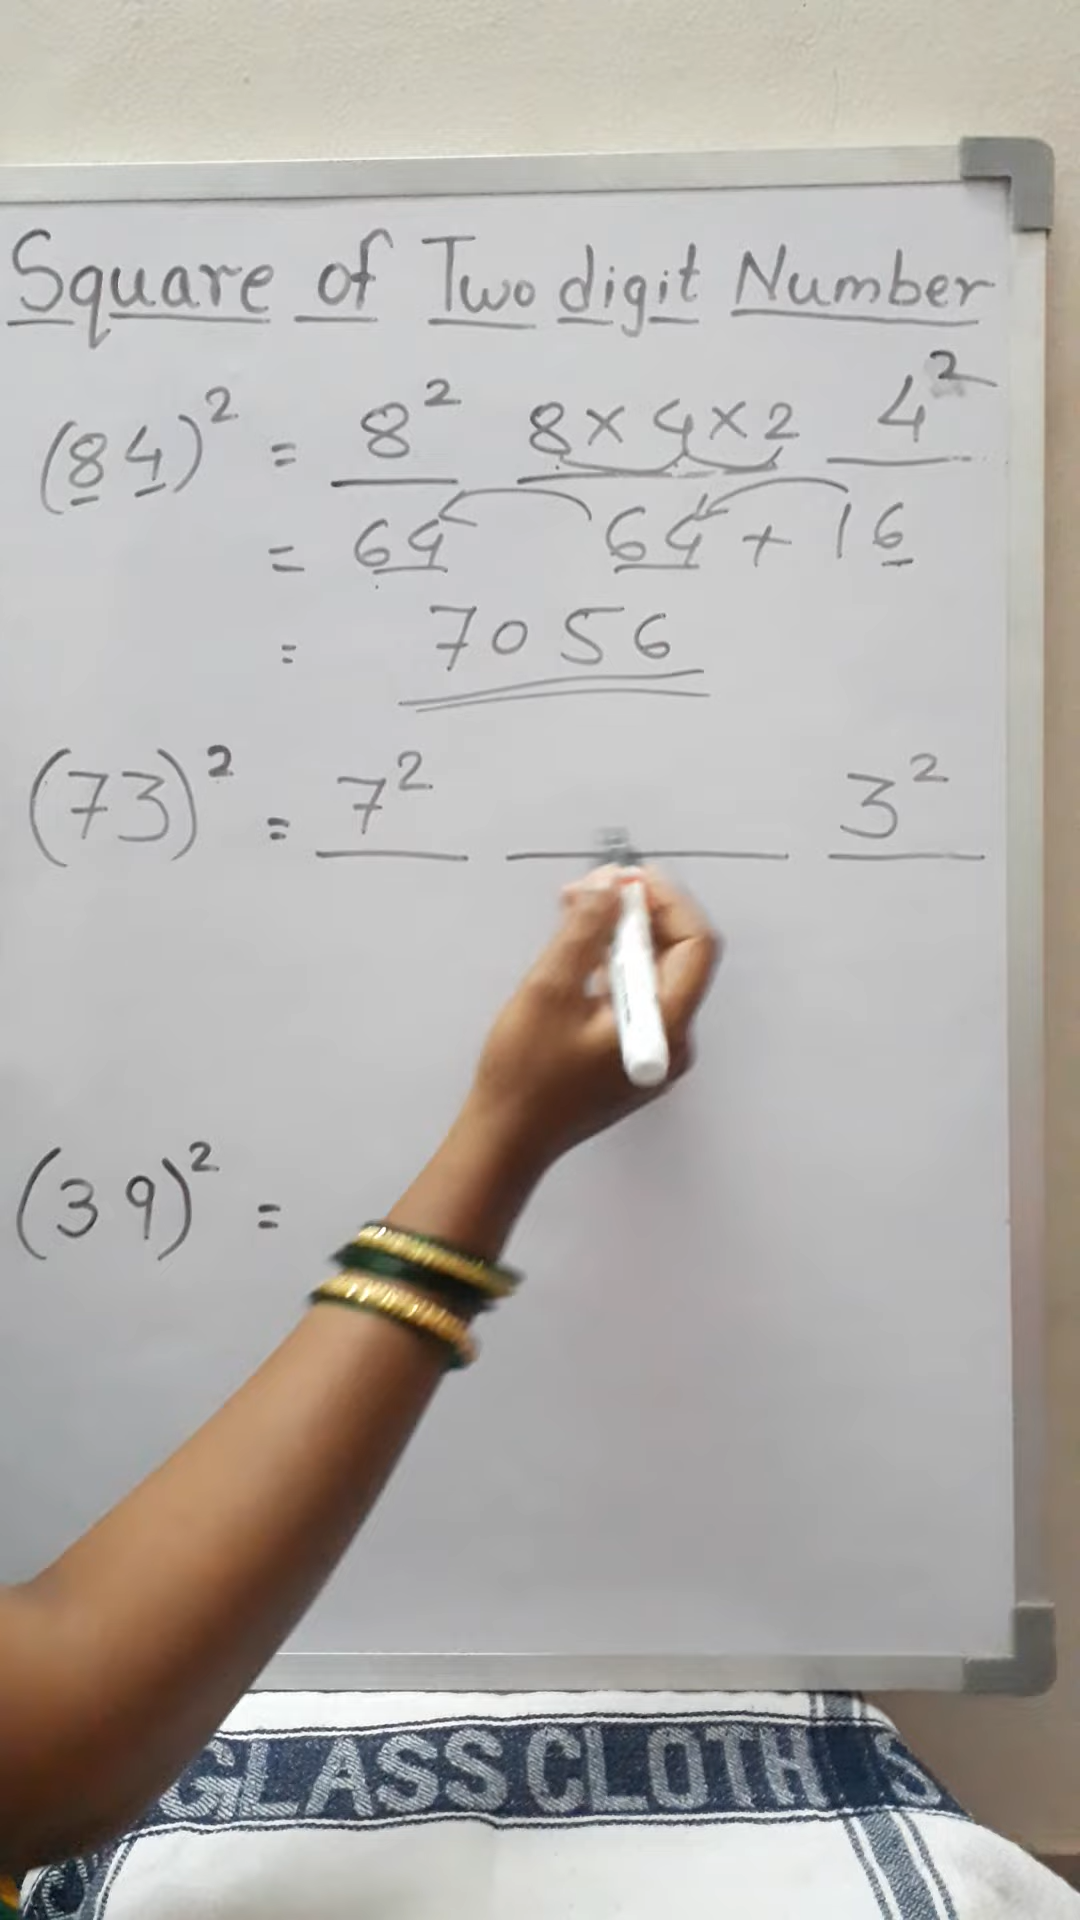 Square of Two digit Number
(84)² = 8² 8×4×2 4²
= 64 64 + 16
= 7056
(73)² = 7² 3²
(39)² =
GLASS CLOTH S